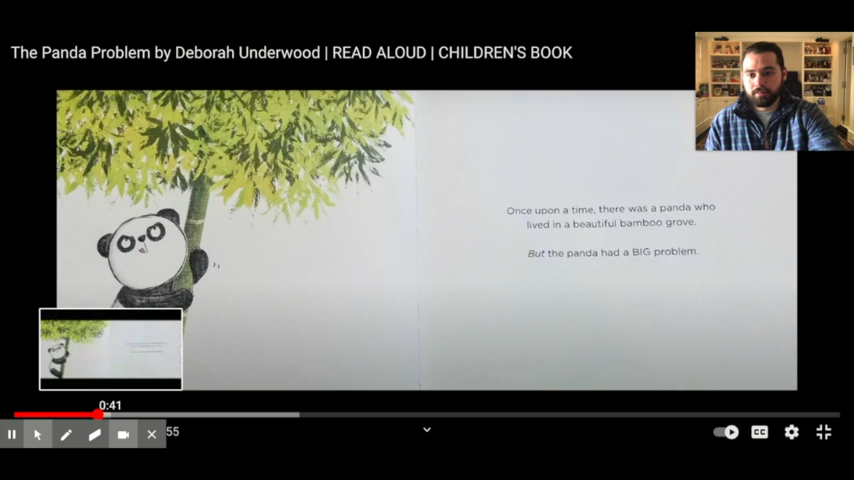 The Panda Problem by Deborah Underwood | READ ALOUD | CHILDREN'S BOOK
Once upon a time, there was a panda who
lived in a beautiful bamboo grove.
But the panda had a BIG problem.
0:41
55
CC